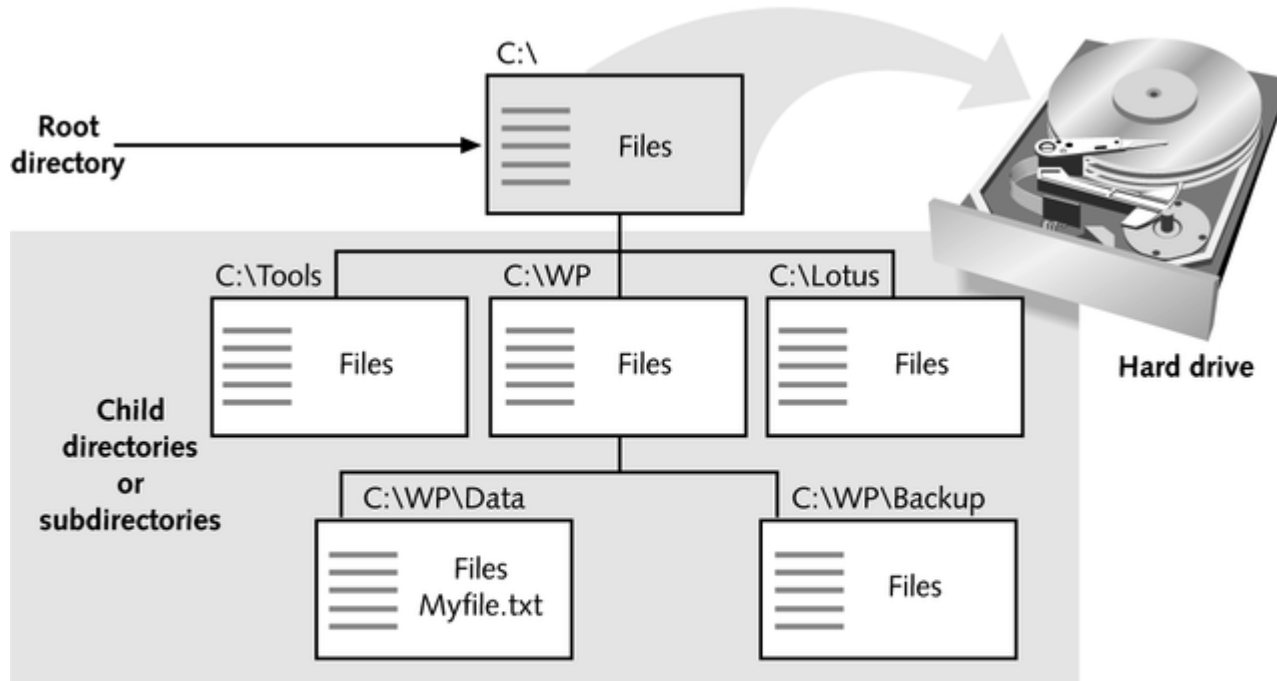 C:\
Root
directory
Files
C:\Tools
C:\WP
C:\Lotus
Files
Files
Files
Hard drive
Child
directories
or
subdirectories
C:\WP\Data
C:\WP\Backup
Files
Myfile.txt
Files